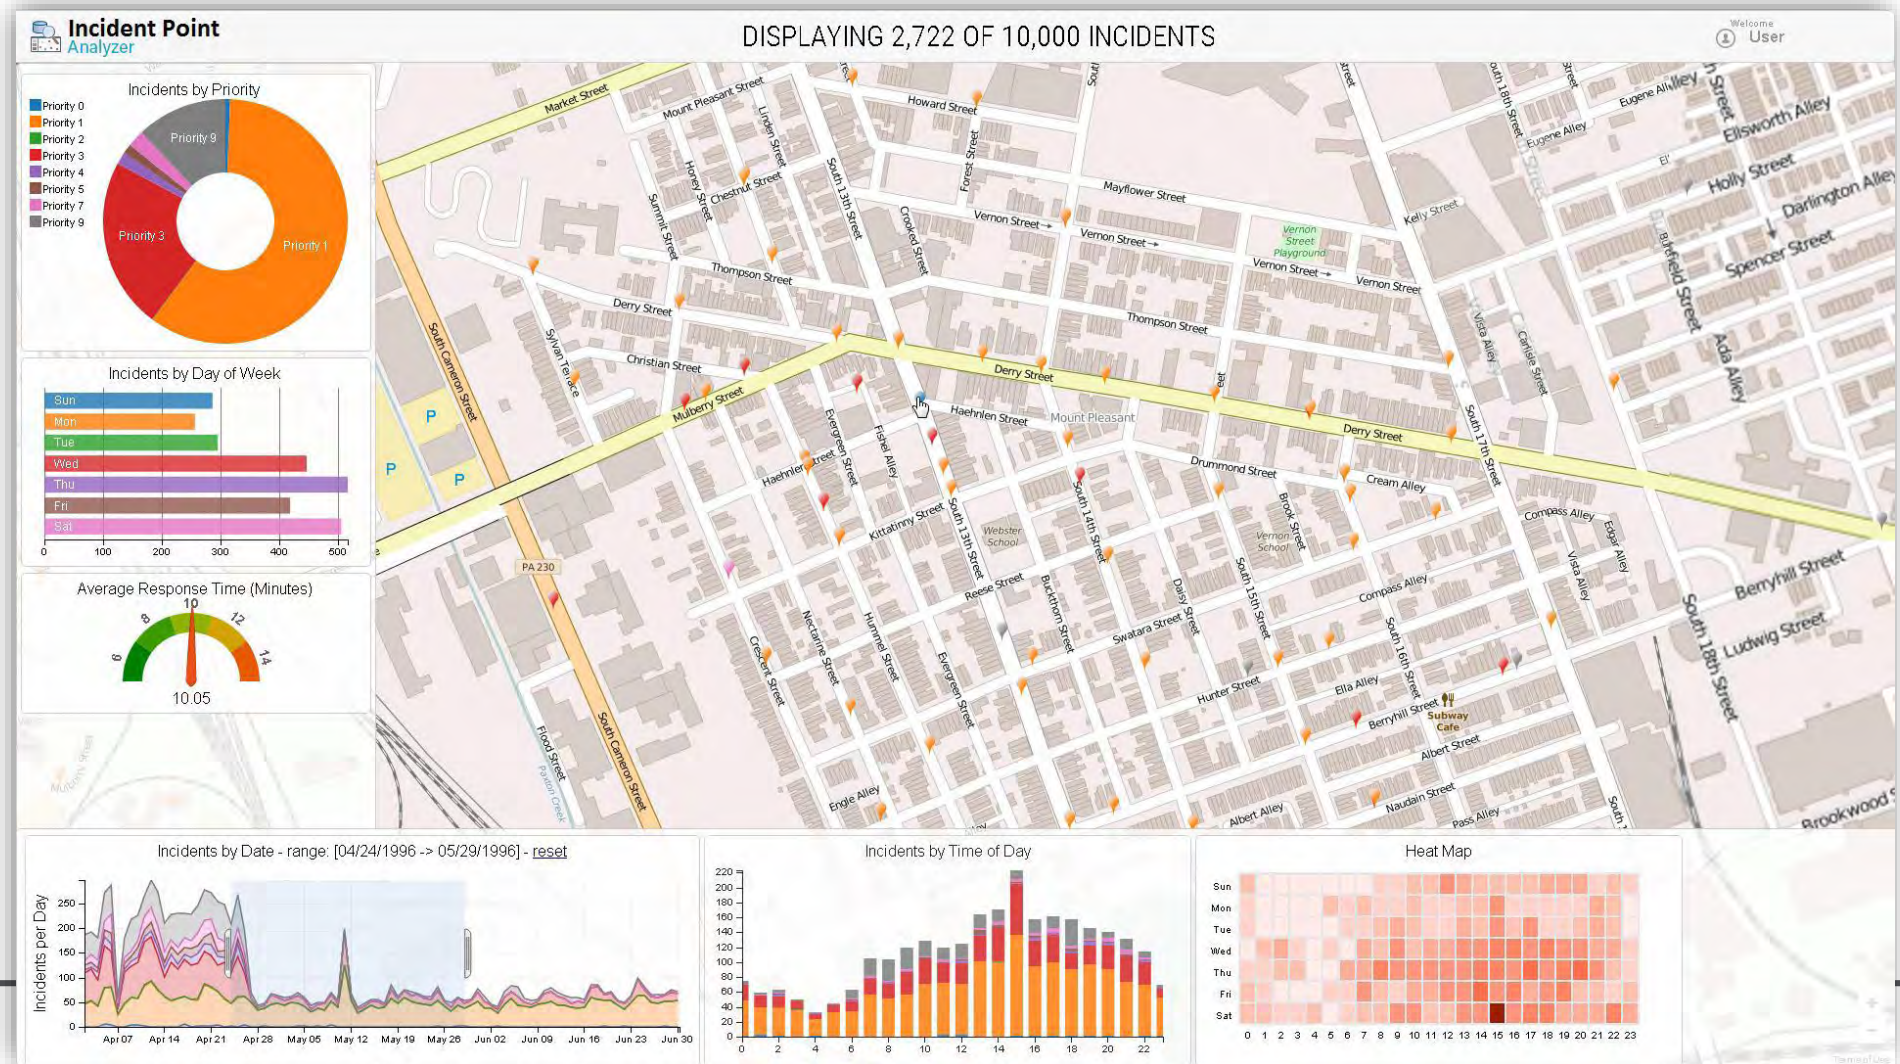 Incident Point
Analyzer
DISPLAYING 2,722 OF 10,000 INCIDENTS
Welcome
User
Incidents by Priority
Priority 0
Priority 1
Priority 2
Priority 3
Priority 4
Priority 5
Priority 7
Priority 9
Priority 9
Priority 3
Priority 1
Incidents by Day of Week
Sun
Mon
Tue
Wed
Thu
Fri
Sat
0 100 200 300 400 500
Average Response Time (Minutes)
6 8 10 12 14
10.05
Market Street
Mount Pleasant Street
Linden Street
Howard Street
Forest Street
Honey Street
Chestnut Street
South 13th Street
Summit Street
Crooked Street
Mayflower Street
Vernon Street
Vernon Street
Vernon Street
Vernon Street
Vernon
Street
Playground
Kelly Street
Eugene Alley
Eugene Alley
Ellsworth Alley
Holly Street
Darlington Alley
Spencer Street
Ada Alley
South 18th Street
Thompson Street
Thompson Street
Derry Street
Christian Street
Sylvan Terrace
Mulberry Street
South Cameron Street
P
P
P
Derry Street
Derry Street
Haehnlen Street
Mount Pleasant
Vista Alley
Carlisle Street
South 17th Street
Haehnlen Street
Evergreen Street
Fishel Alley
Kittatinny Street
South 13th Street
Webster
School
South 14th Street
Drummond Street
Brook Street
Cream Alley
Vernon
School
Compass Alley
Edgar Alley
Vista Alley
PA 230
Reese Street
Buckthorn Street
Daisy Street
Swatara Street
South 15th Street
Compass Alley
South 16th Street
Berryhill Street
Ludwig Street
South 18th Street
Crescent Street
Nectarine Street
Hummel Street
Evergreen Street
Hunter Street
Ella Alley
Berryhill Street
Subway
Cafe
Albert Street
Flood Street
Paxton Creek
South Cameron Street
Engle Alley
Albert Alley
Naudain Street
Pass Alley
Mulberry Street
Incidents by Date - range: [04/24/1996 -> 05/29/1996] - reset
Incidents per Day
250
200
150
100
50
0
Apr 07 Apr 14 Apr 21 Apr 28 May 05 May 12 May 19 May 26 Jun 02 Jun 09 Jun 16 Jun 23 Jun 30
Incidents by Time of Day
220
200
180
160
140
120
100
80
60
40
20
0
0 2 4 6 8 10 12 14 16 18 20 22
Heat Map
Sun
Mon
Tue
Wed
Thu
Fri
Sat
0 1 2 3 4 5 6 7 8 9 10 11 12 13 14 15 16 17 18 19 20 21 22 23